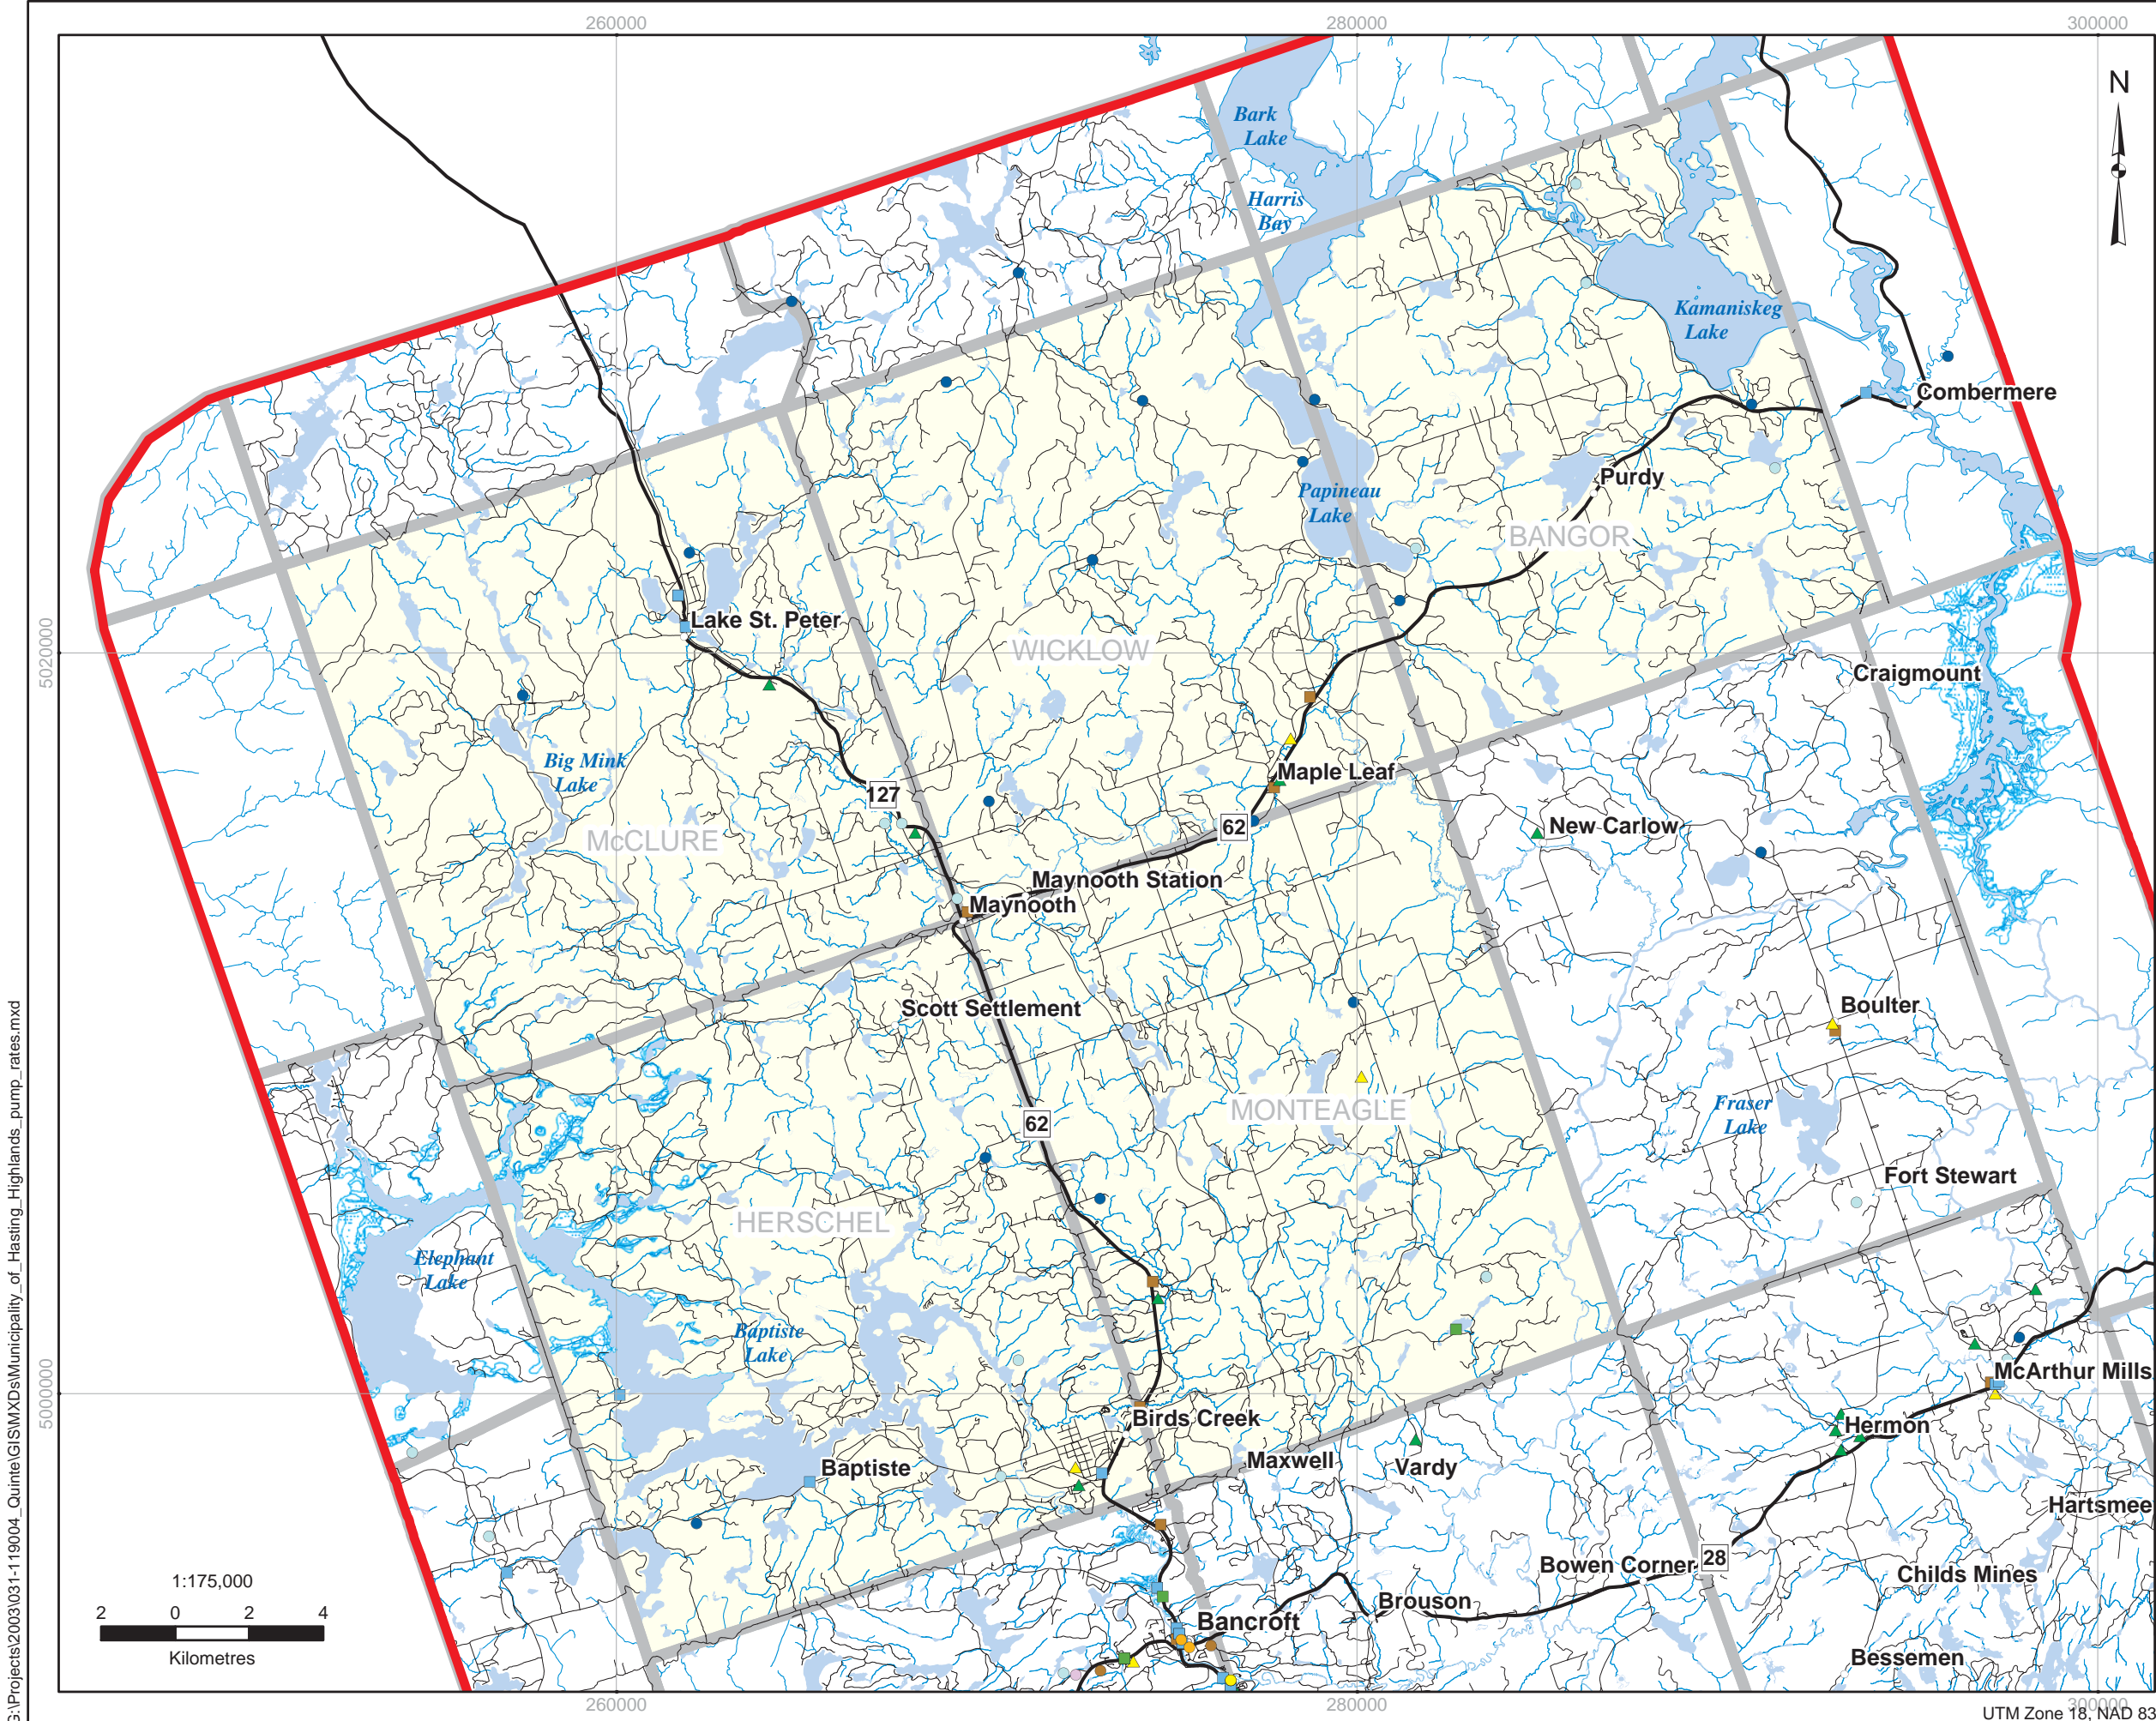 260000
280000
300000
N
Bark
Lake
Harris
Bay
Kamaniskeg
Lake
Combermere
Purdy
Papineau
Lake
BANGOR
Lake St. Peter
WICKLOW
5020000
Craigmount
Big Mink
Lake
Maple Leaf
127
62
New Carlow
McCLURE
Maynooth Station
Maynooth
Scott Settlement
Boulter
62
MONTEAGLE
Fraser
Lake
Fort Stewart
HERSCHEL
Elephant
Lake
Baptiste
Lake
McArthur Mills
5000000
Birds Creek
Hermon
Maxwell
Vardy
Baptiste
Hartsmee
28
Bowen Corner
Childs Mines
Brouson
Bancroft
Bessemen
1:175,000
2 0 2 4
Kilometres
260000
280000
300000
UTM Zone 18, NAD 83
G:\Projects\2003\031-119004_Quinte\GIS\MXDs\Municipality_of_Hasting_Highlands_pump_rates.mxd